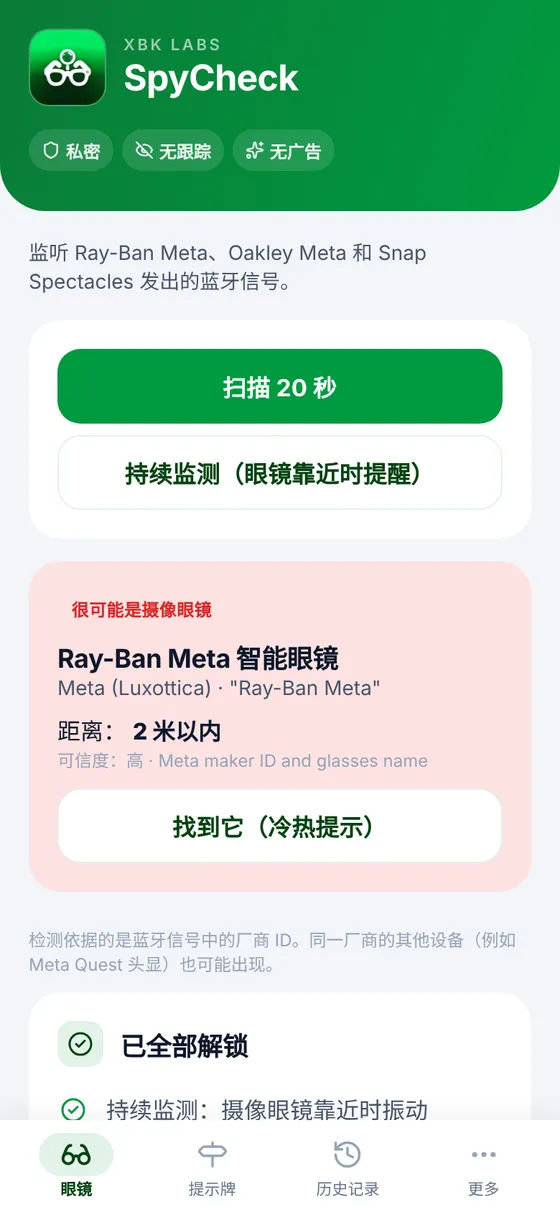 XBK LABS
SpyCheck
私密
无跟踪
无广告
监听 Ray-Ban Meta、Oakley Meta 和 Snap
Spectacles 发出的蓝牙信号。
扫描 20 秒
持续监测（眼镜靠近时提醒）
很可能是摄像眼镜
Ray-Ban Meta 智能眼镜
Meta (Luxottica) · "Ray-Ban Meta"
距离： 2 米以内
可信度：高 · Meta maker ID and glasses name
找到它（冷热提示）
检测依据的是蓝牙信号中的厂商 ID。同一厂商的其他设备（例如
Meta Quest 头显）也可能出现。
已全部解锁
持续监测：摄像眼镜靠近时振动
眼镜
提示牌
历史记录
更多